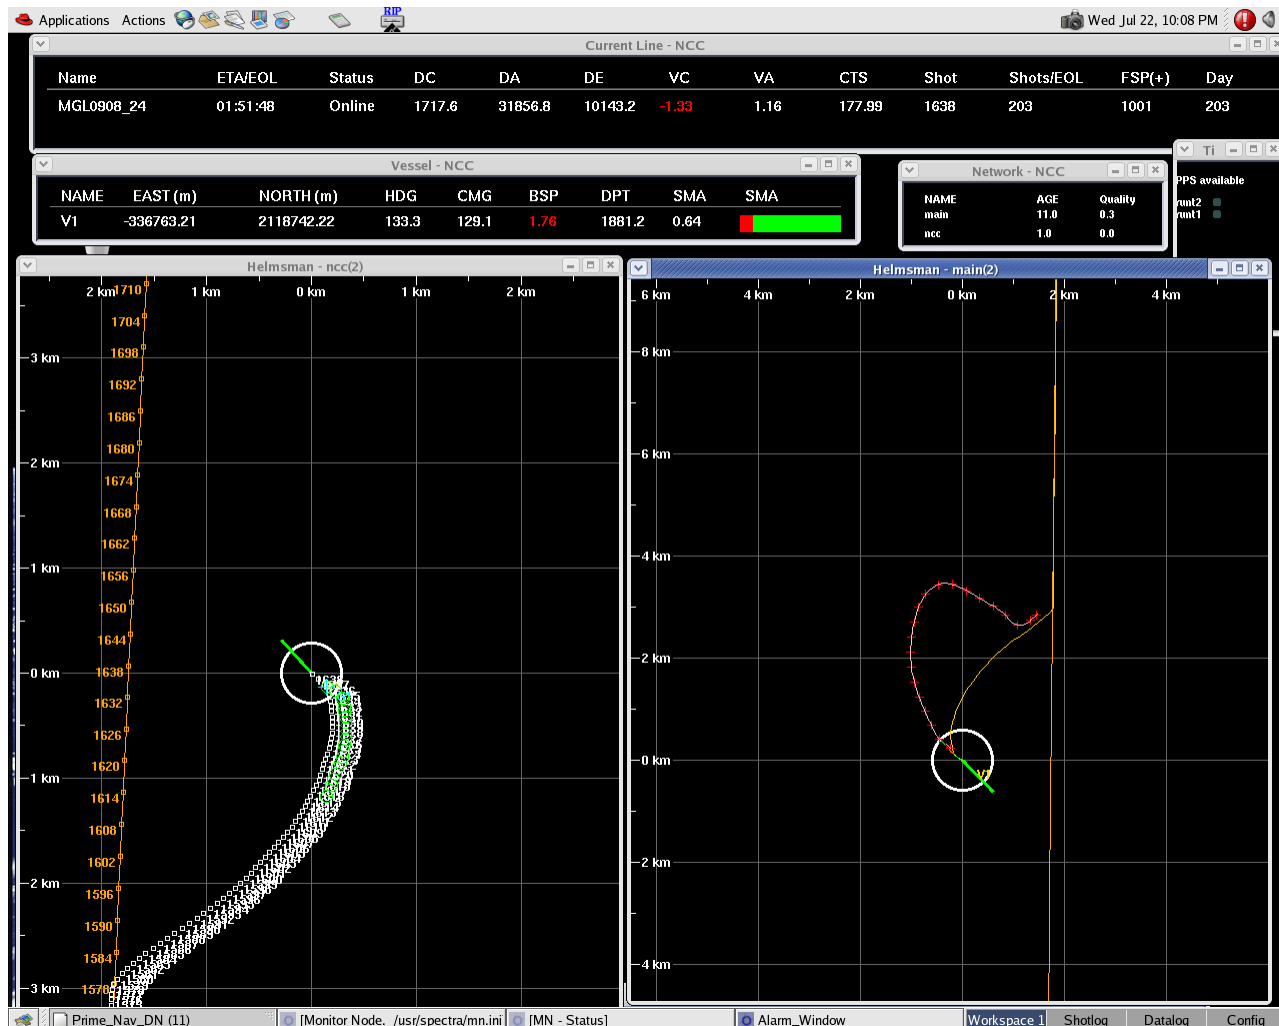 Applications Actions RIP Wed Jul 22, 10:08 PM
Current Line - NCC
Name ETA/EOL Status DC DA DE VC VA CTS Shot Shots/EOL FSP(+) Day
MGL0908_24 01:51:48 Online 1717.6 31856.8 10143.2 -1.33 1.16 177.99 1638 203 1001 203
Vessel - NCC
NAME EAST (m) NORTH (m) HDG CMG BSP DPT SMA SMA
V1 -336763.21 2118742.22 133.3 129.1 1.76 1881.2 0.64
Network - NCC
NAME AGE Quality
main 11.0 0.3
ncc 1.0 0.0
Ti
PPS available
runt2
runt1
Helmsman - ncc(2)
2 km 1 km 0 km 1 km 2 km
1710
1704
1698
3 km
1692
1686
1680
2 km
1674
1668
1662
1 km
1656
1650
1644
0 km
1638
1632
1626
1620
1 km
1614
1608
1602
2 km
1596
1590
1584
3 km
1578
Helmsman - main(2)
6 km 4 km 2 km 0 km 2 km 4 km
8 km
6 km
4 km
2 km
0 km
V1
2 km
4 km
Prime_Nav_DN (11) [Monitor Node. /usr/spectra/mn.ini [MN - Status] Alarm_Window Workspace 1 Shotlog Datalog Config